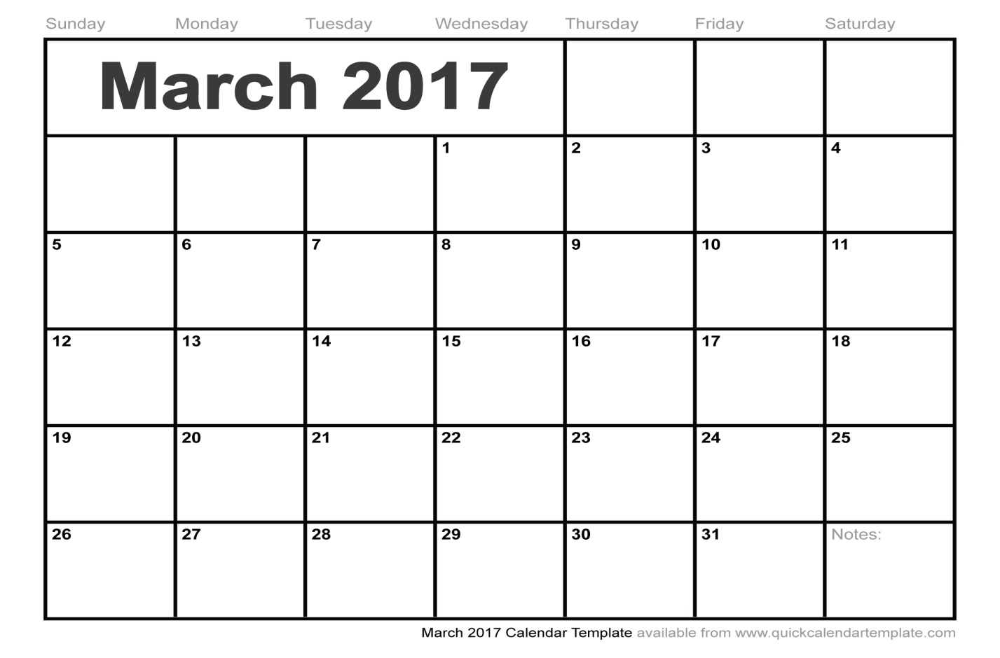 Sunday Monday Tuesday Wednesday Thursday Friday Saturday
March 2017
1 2 3 4
5 6 7 8 9 10 11
12 13 14 15 16 17 18
19 20 21 22 23 24 25
26 27 28 29 30 31 Notes:
March 2017 Calendar Template available from www.quickcalendartemplate.com